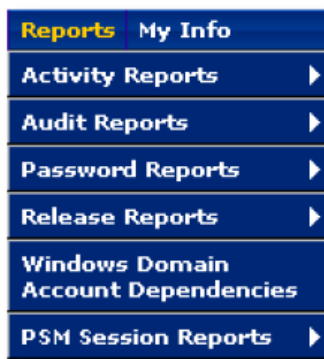 Reports My Info
Activity Reports
Audit Reports
Password Reports
Release Reports
Windows Domain
Account Dependencies
PSM Session Reports